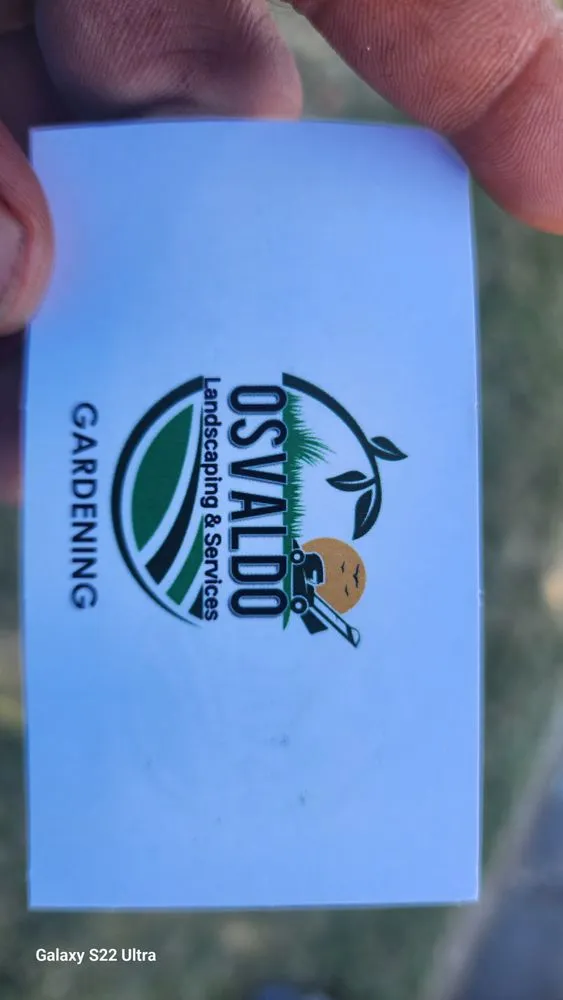 OSVALDO
Landscaping & Services
GARDENING
Galaxy S22 Ultra